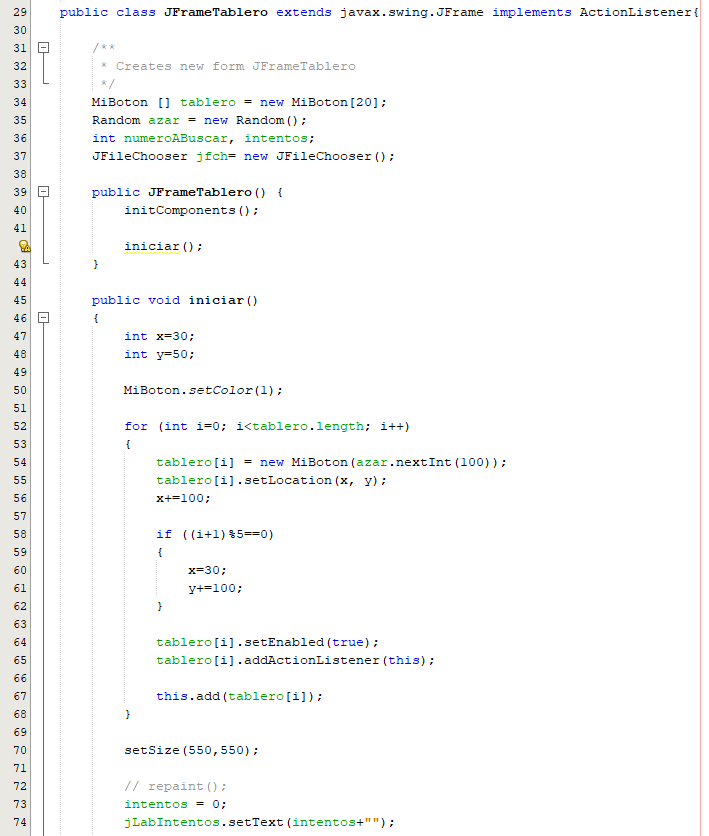 29 public class JFrameTablero extends javax.swing.JFrame implements ActionListener{
30
31 /**
32 * Creates new form JFrameTablero
33 */
34 MiBoton [] tablero = new MiBoton[20];
35 Random azar = new Random();
36 int numeroABuscar, intentos;
37 JFileChooser jfch= new JFileChooser();
38
39 public JFrameTablero() {
40 initComponents();
41
iniciar();
43 }
44
45 public void iniciar()
46 {
47 int x=30;
48 int y=50;
49
50 MiBoton.setColor(1);
51
52 for (int i=0; i<tablero.length; i++)
53 {
54 tablero[i] = new MiBoton(azar.nextInt(100));
55 tablero[i].setLocation(x, y);
56 x+=100;
57
58 if ((i+1)%5==0)
59 {
60 x=30;
61 y+=100;
62 }
63
64 tablero[i].setEnabled(true);
65 tablero[i].addActionListener(this);
66
67 this.add(tablero[i]);
68 }
69
70 setSize(550,550);
71
72 // repaint();
73 intentos = 0;
74 jLabIntentos.setText(intentos+"");